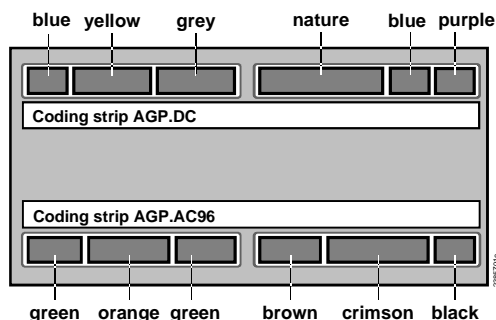 blue yellow grey nature blue purple
Coding strip AGP.DC
Coding strip AGP.AC96
green orange green brown crimson black